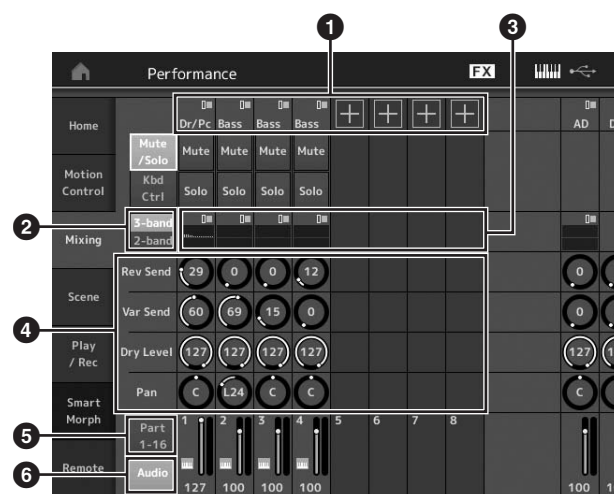 1 3
Performance FX
Home Dr/Pc Bass Bass Bass AD
Mute /Solo Mute Mute Mute Mute
Motion Control Kbd Ctrl Solo Solo Solo Solo
2 3-band
Mixing 2-band
4 Rev Send 29 0 0 12 0
Scene Var Send 60 69 15 0 0
Play / Rec Dry Level 127 127 127 127 127
Pan C L24 C C C
Smart Morph
5 Part 1-16 1 2 3 4 5 6 7 8
6 Remote Audio
127 100 100 100 100